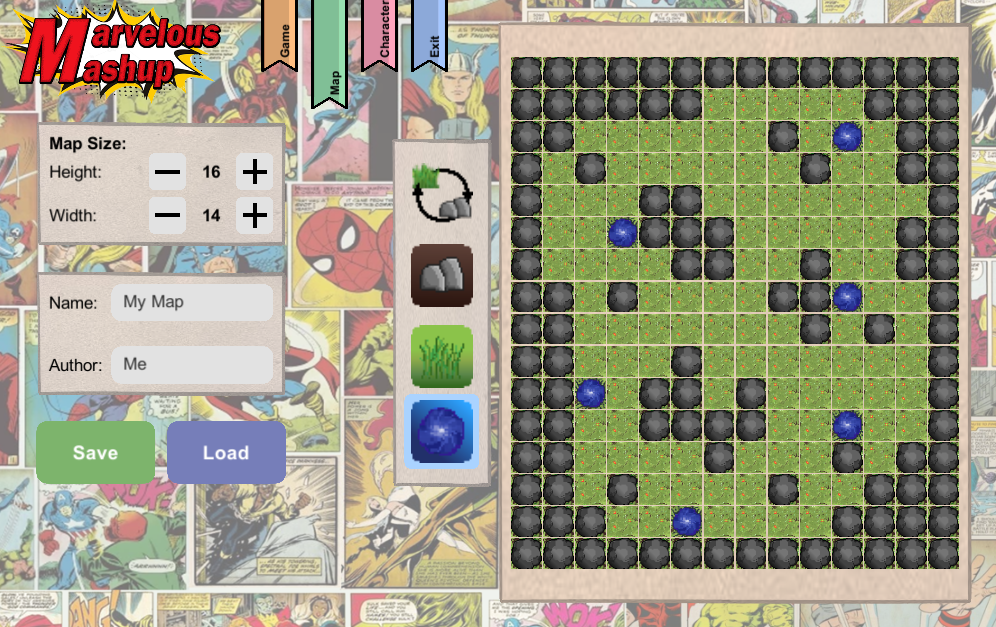 Marvelous
Mashup
Game
Map
Character
Exit
Map Size:
Height:
16
Width:
14
Name:
My Map
Author:
Me
Save
Load